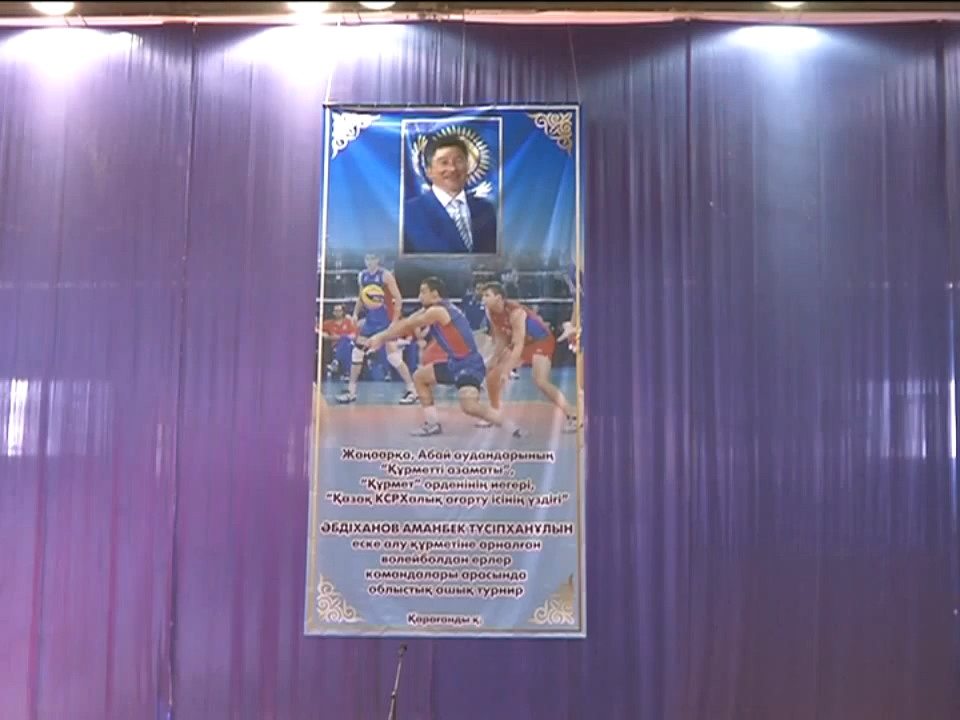 Жаңаарқа, Абай аудандарының
"Құрметті азаматы",
"Құрмет" орденінің иегері,
"Қазақ КСРХалық ағарту ісінің үздігі"
ӘБДІХАНОВ АМАНБЕК ТҮСІПХАНҰЛЫН
еске алу құрметіне арналған
волейболдан ерлер
командалары арасында
облыстық ашық турнир
Қарағанды қ.